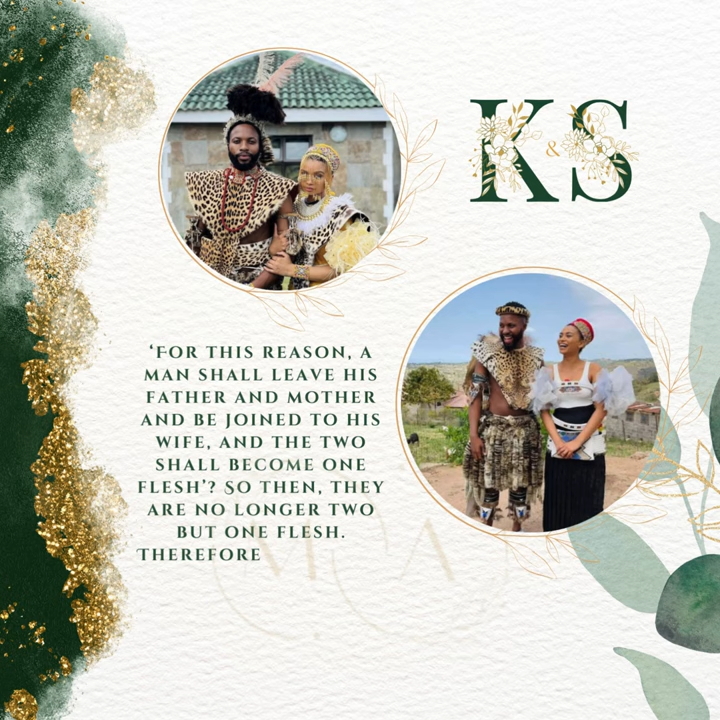 K & S
‘FOR THIS REASON, A
MAN SHALL LEAVE HIS
FATHER AND MOTHER
AND BE JOINED TO HIS
WIFE, AND THE TWO
SHALL BECOME ONE
FLESH’? SO THEN, THEY
ARE NO LONGER TWO
BUT ONE FLESH.
THEREFORE
M A